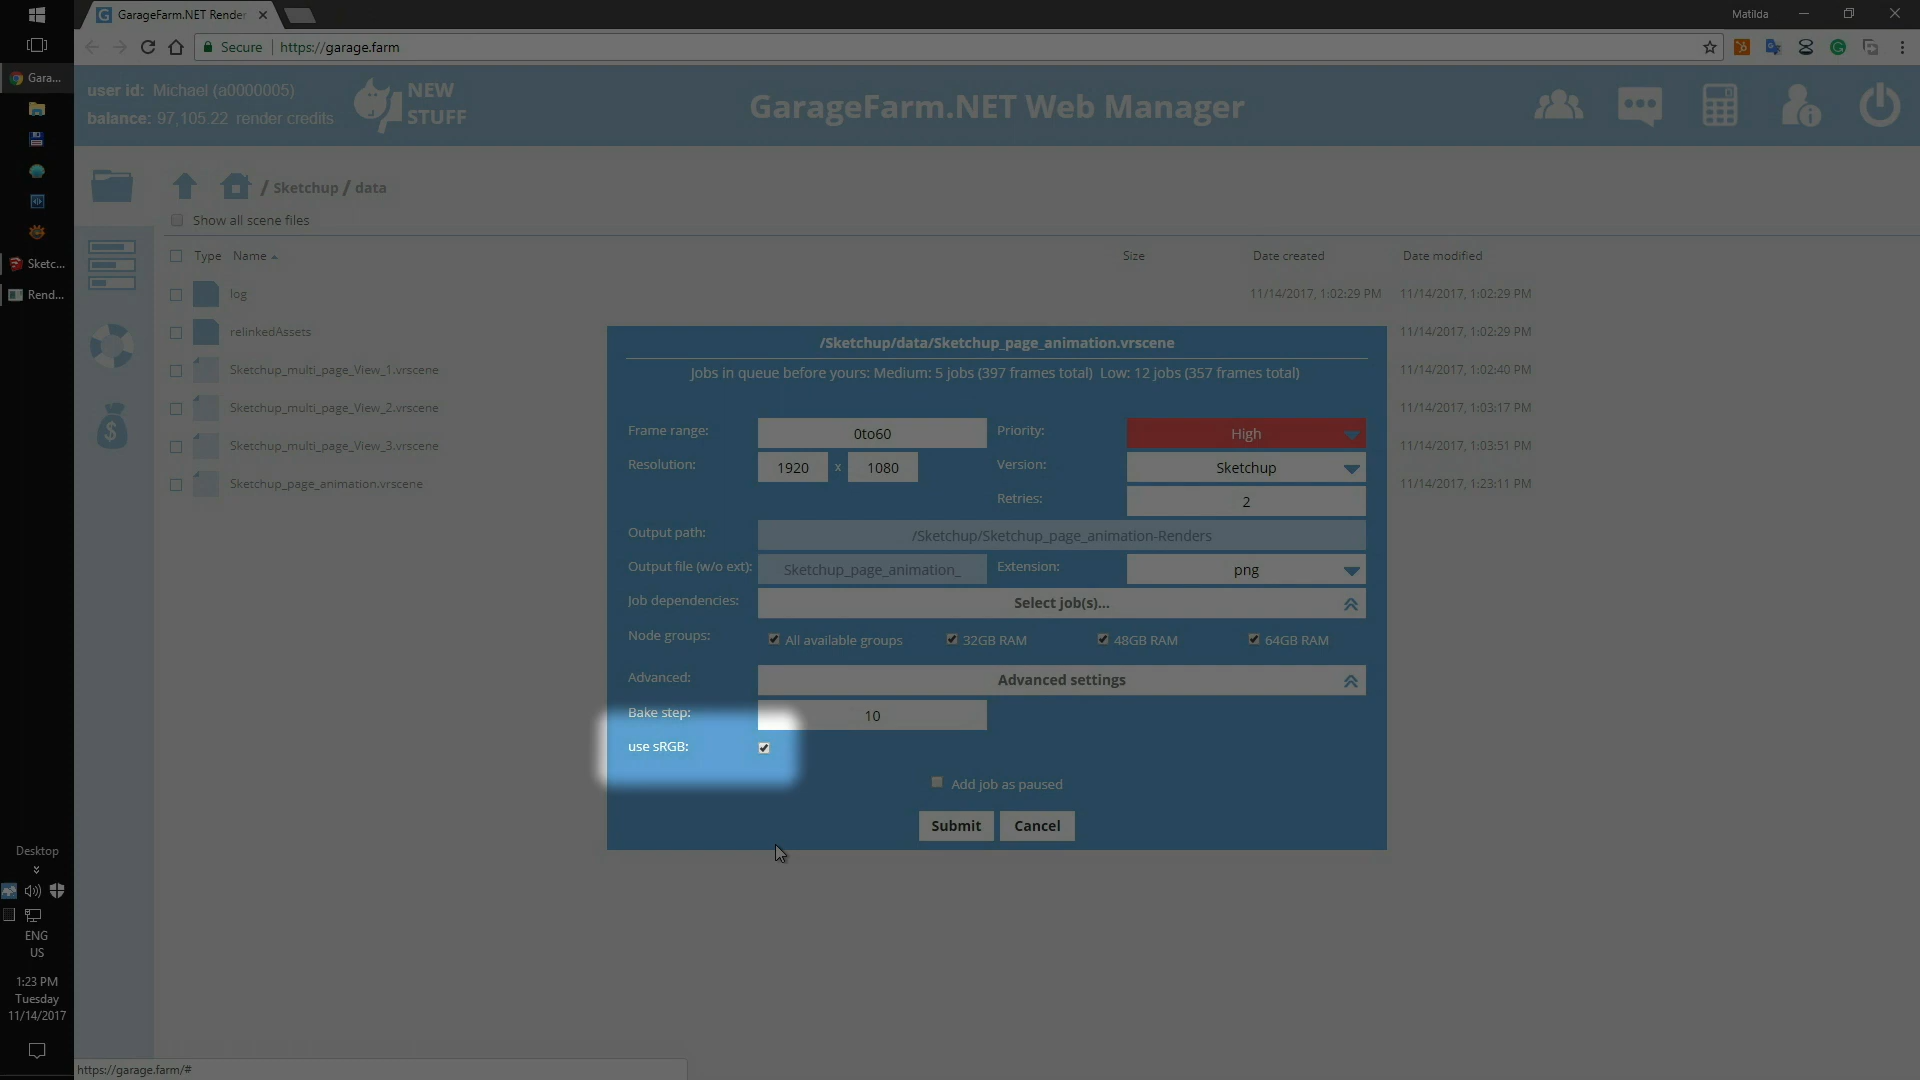 GarageFarm.NET Render
Matilda
Secure
https://garage.farm
Gara...
user id: Michael (a0000005)
balance: 97,105.22 render credits
NEW
STUFF
GarageFarm.NET Web Manager
/ Sketchup / data
Show all scene files
Type Name Size Date created Date modified
log 11/14/2017, 1:02:29 PM 11/14/2017, 1:02:29 PM
relinkedAssets 11/14/2017, 1:02:29 PM
Sketchup_multi_page_View_1.vrscene 11/14/2017, 1:02:40 PM
Sketchup_multi_page_View_2.vrscene 11/14/2017, 1:03:17 PM
Sketchup_multi_page_View_3.vrscene 11/14/2017, 1:03:51 PM
Sketchup_page_animation.vrscene 11/14/2017, 1:23:11 PM
Sketc...
Rend...
/Sketchup/data/Sketchup_page_animation.vrscene
Jobs in queue before yours: Medium: 5 jobs (397 frames total) Low: 12 jobs (357 frames total)
Frame range: 0to60 Priority: High
Resolution: 1920 x 1080 Version: Sketchup
Retries: 2
Output path: /Sketchup/Sketchup_page_animation-Renders
Output file (w/o ext): Sketchup_page_animation_ Extension: png
Job dependencies: Select job(s)...
Node groups: All available groups 32GB RAM 48GB RAM 64GB RAM
Advanced: Advanced settings
Bake step: 10
use sRGB:
Add job as paused
Submit Cancel
Desktop
ENG
US
1:23 PM
Tuesday
11/14/2017
https://garage.farm/#